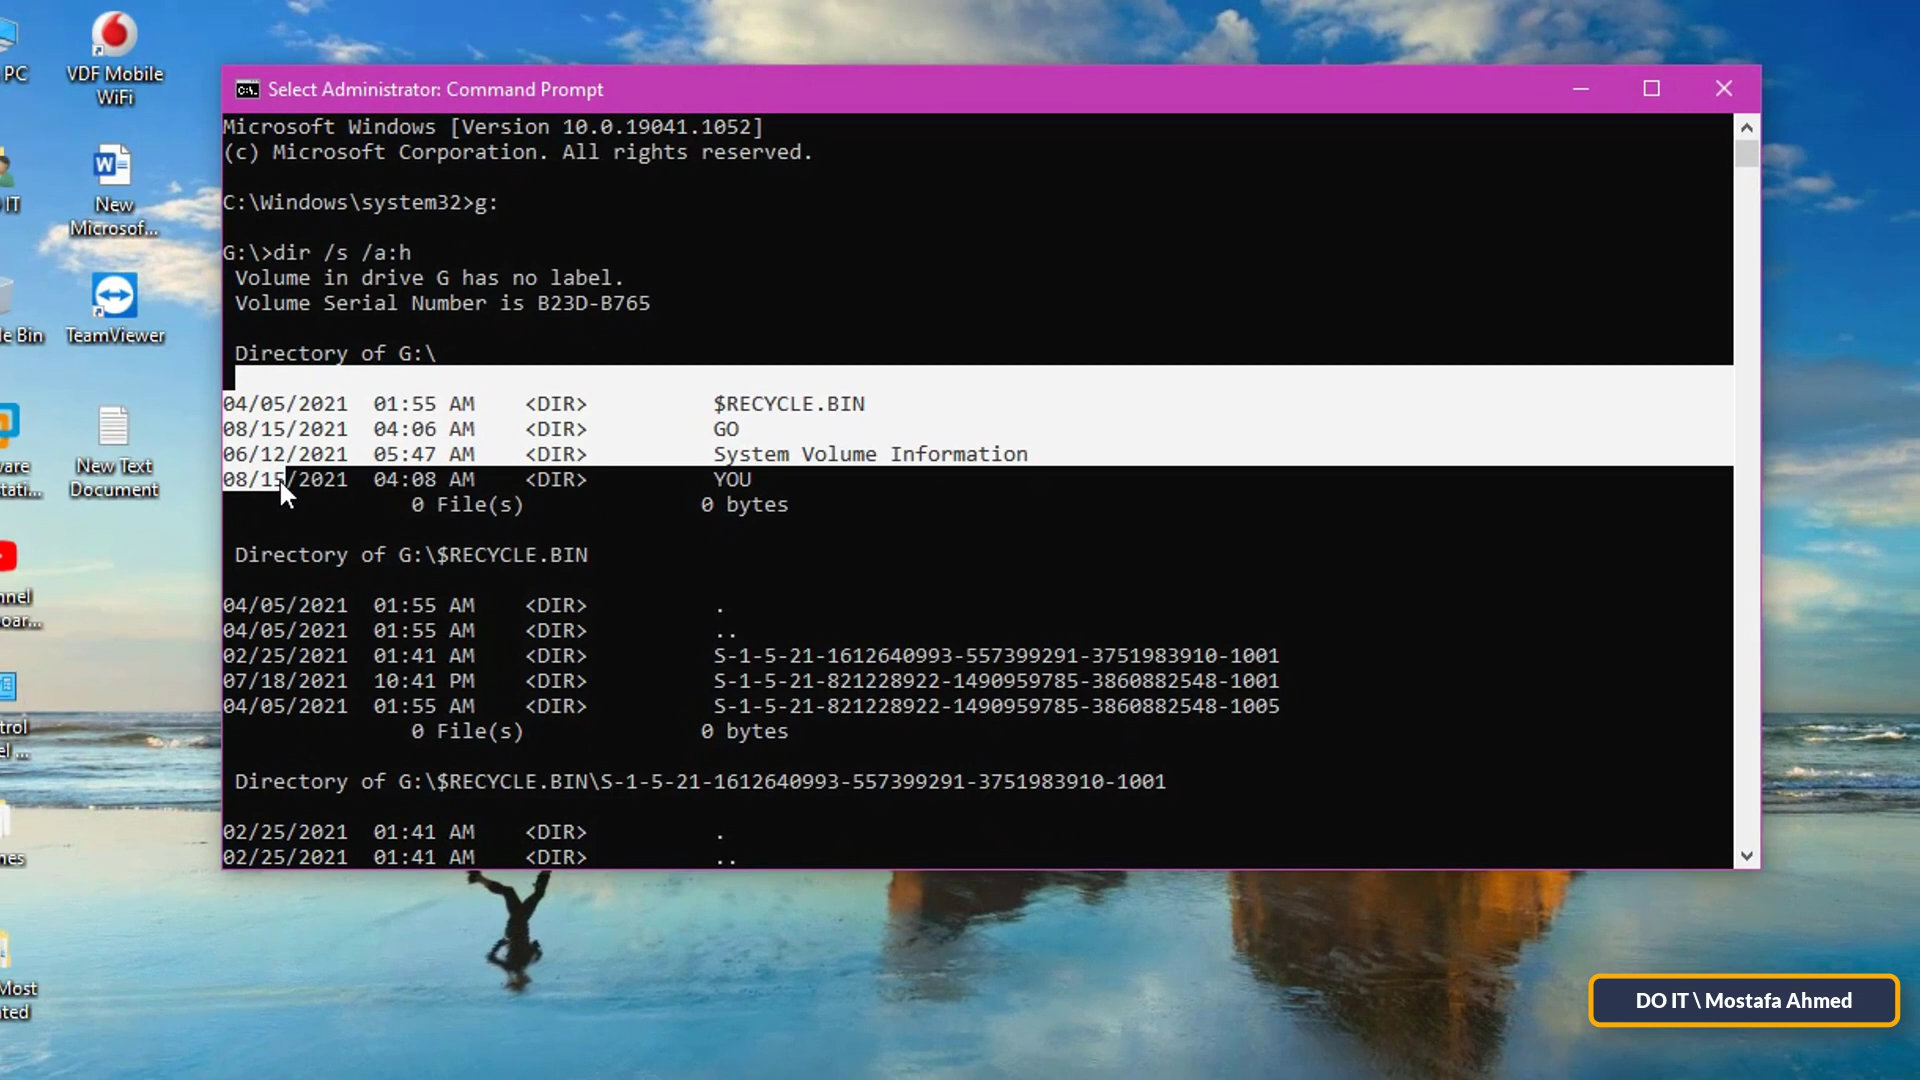 PC
VDF Mobile
WiFi
IT
New
Microsof...
le Bin
TeamViewer
are
tati...
New Text
Document
nnel
oar...
trol
el ...
nes
Most
ted
Select Administrator: Command Prompt
Microsoft Windows [Version 10.0.19041.1052]
(c) Microsoft Corporation. All rights reserved.
C:\Windows\system32>g:
G:\>dir /s /a:h
Volume in drive G has no label.
Volume Serial Number is B23D-B765
Directory of G:\
04/05/2021  01:55 AM    <DIR>          $RECYCLE.BIN
08/15/2021  04:06 AM    <DIR>          GO
06/12/2021  05:47 AM    <DIR>          System Volume Information
08/15/2021  04:08 AM    <DIR>          YOU
0 File(s)              0 bytes
Directory of G:\$RECYCLE.BIN
04/05/2021  01:55 AM    <DIR>          .
04/05/2021  01:55 AM    <DIR>          ..
02/25/2021  01:41 AM    <DIR>          S-1-5-21-1612640993-557399291-3751983910-1001
07/18/2021  10:41 PM    <DIR>          S-1-5-21-821228922-1490959785-3860882548-1001
04/05/2021  01:55 AM    <DIR>          S-1-5-21-821228922-1490959785-3860882548-1005
0 File(s)              0 bytes
Directory of G:\$RECYCLE.BIN\S-1-5-21-1612640993-557399291-3751983910-1001
02/25/2021  01:41 AM    <DIR>          .
02/25/2021  01:41 AM    <DIR>          ..
DO IT \ Mostafa Ahmed